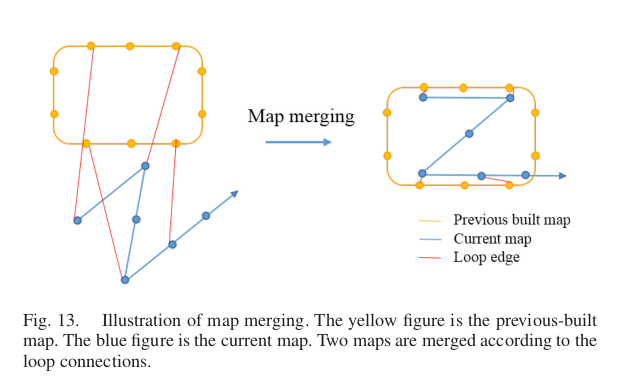 Map merging
Previous built map
Current map
Loop edge
Fig. 13. Illustration of map merging. The yellow figure is the previous-built
map. The blue figure is the current map. Two maps are merged according to the
loop connections.